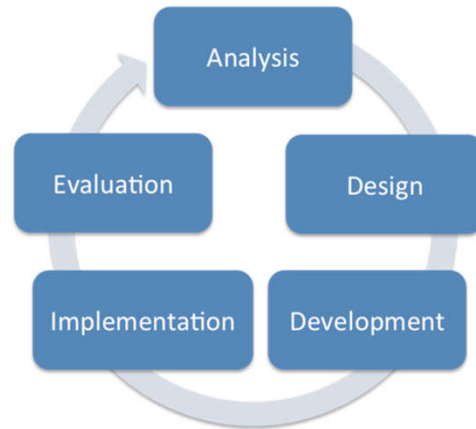 Analysis
Design
Development
Implementation
Evaluation